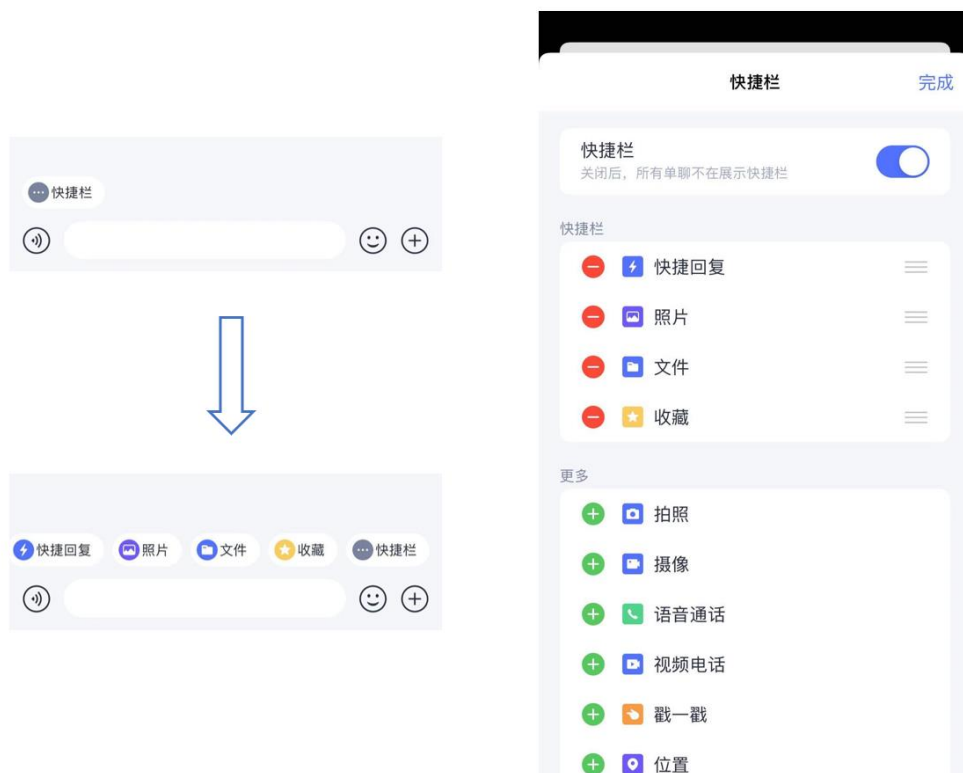 快捷栏
快捷回复 照片 文件 收藏 快捷栏
快捷栏 完成
快捷栏
关闭后，所有单聊不在展示快捷栏
快捷栏
快捷回复
照片
文件
收藏
更多
拍照
摄像
语音通话
视频电话
戳一戳
位置